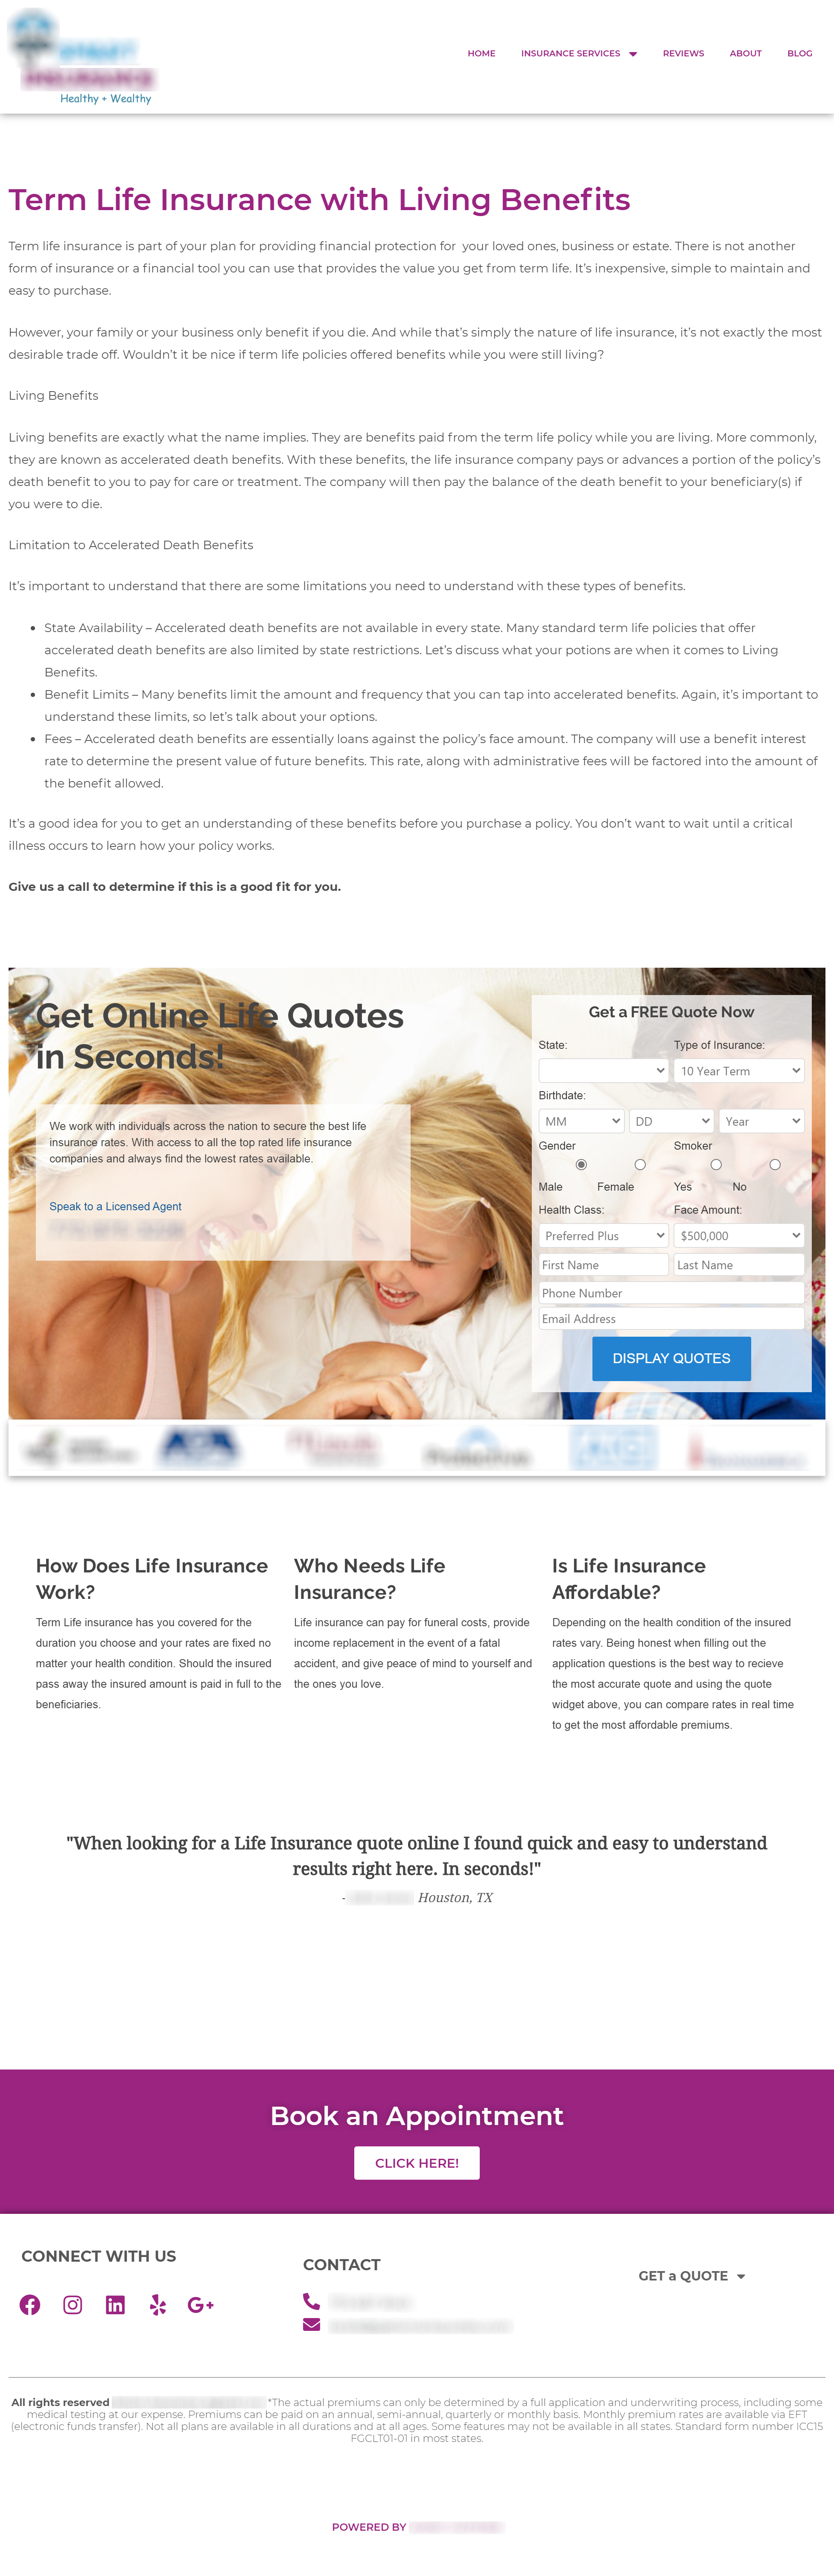 Healthy + Wealthy
HOME
INSURANCE SERVICES
REVIEWS
ABOUT
BLOG
Term Life Insurance with Living Benefits
Term life insurance is part of your plan for providing financial protection for  your loved ones, business or estate. There is not another
form of insurance or a financial tool you can use that provides the value you get from term life. It’s inexpensive, simple to maintain and
easy to purchase.
However, your family or your business only benefit if you die. And while that’s simply the nature of life insurance, it’s not exactly the most
desirable trade off. Wouldn’t it be nice if term life policies offered benefits while you were still living?
Living Benefits
Living benefits are exactly what the name implies. They are benefits paid from the term life policy while you are living. More commonly,
they are known as accelerated death benefits. With these benefits, the life insurance company pays or advances a portion of the policy’s
death benefit to you to pay for care or treatment. The company will then pay the balance of the death benefit to your beneficiary(s) if
you were to die.
Limitation to Accelerated Death Benefits
It’s important to understand that there are some limitations you need to understand with these types of benefits.
• State Availability – Accelerated death benefits are not available in every state. Many standard term life policies that offer
accelerated death benefits are also limited by state restrictions. Let’s discuss what your potions are when it comes to Living
Benefits.
• Benefit Limits – Many benefits limit the amount and frequency that you can tap into accelerated benefits. Again, it’s important to
understand these limits, so let’s talk about your options.
• Fees – Accelerated death benefits are essentially loans against the policy’s face amount. The company will use a benefit interest
rate to determine the present value of future benefits. This rate, along with administrative fees will be factored into the amount of
the benefit allowed.
It’s a good idea for you to get an understanding of these benefits before you purchase a policy. You don’t want to wait until a critical
illness occurs to learn how your policy works.
Give us a call to determine if this is a good fit for you.
Get Online Life Quotes
in Seconds!
We work with individuals across the nation to secure the best life
insurance rates. With access to all the top rated life insurance
companies and always find the lowest rates available.
Speak to a Licensed Agent
Get a FREE Quote Now
State:
Type of Insurance:
10 Year Term
Birthdate:
MM
DD
Year
Gender
Smoker
Male
Female
Yes
No
Health Class:
Face Amount:
Preferred Plus
$500,000
First Name
Last Name
Phone Number
Email Address
DISPLAY QUOTES
How Does Life Insurance
Work?
Term Life insurance has you covered for the
duration you choose and your rates are fixed no
matter your health condition. Should the insured
pass away the insured amount is paid in full to the
beneficiaries.
Who Needs Life
Insurance?
Life insurance can pay for funeral costs, provide
income replacement in the event of a fatal
accident, and give peace of mind to yourself and
the ones you love.
Is Life Insurance
Affordable?
Depending on the health condition of the insured
rates vary. Being honest when filling out the
application questions is the best way to recieve
the most accurate quote and using the quote
widget above, you can compare rates in real time
to get the most affordable premiums.
"When looking for a Life Insurance quote online I found quick and easy to understand
results right here. In seconds!"
- Houston, TX
Book an Appointment
CLICK HERE!
CONNECT WITH US
CONTACT
GET a QUOTE
All rights reserved *The actual premiums can only be determined by a full application and underwriting process, including some
medical testing at our expense. Premiums can be paid on an annual, semi-annual, quarterly or monthly basis. Monthly premium rates are available via EFT
(electronic funds transfer). Not all plans are available in all durations and at all ages. Some features may not be available in all states. Standard form number ICC15
FGCLT01-01 in most states.
POWERED BY